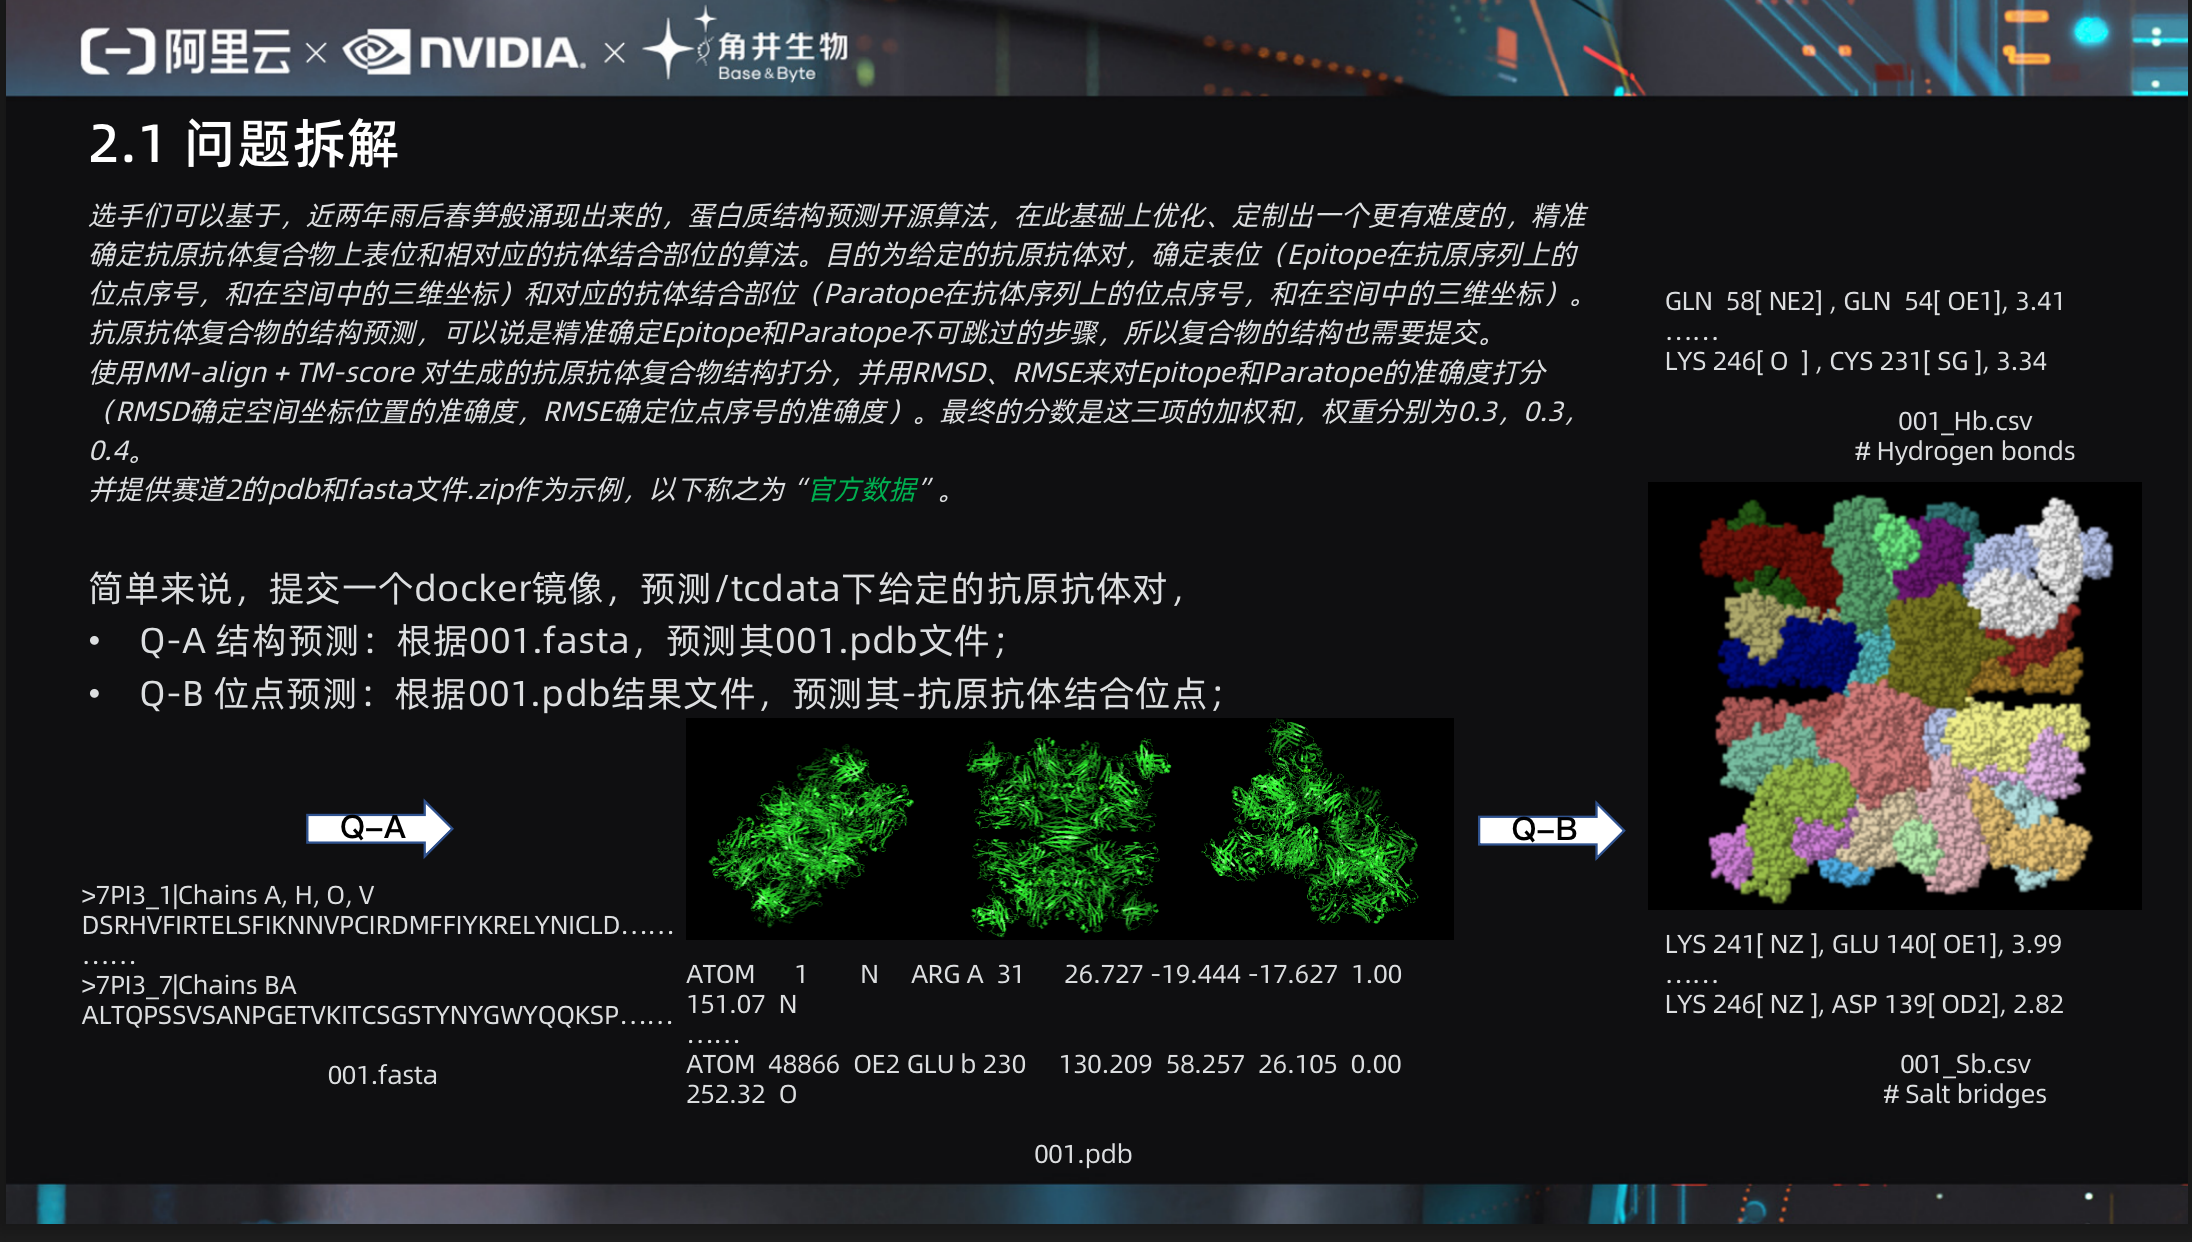 阿里云 × NVIDIA. × 角井生物
Base&Byte
2.1 问题拆解
选手们可以基于，近两年雨后春笋般涌现出来的，蛋白质结构预测开源算法，在此基础上优化、定制出一个更有难度的，精准
确定抗原抗体复合物上表位和相对应的抗体结合部位的算法。目的为给定的抗原抗体对，确定表位（Epitope在抗原序列上的
位点序号，和在空间中的三维坐标）和对应的抗体结合部位（Paratope在抗体序列上的位点序号，和在空间中的三维坐标）。
抗原抗体复合物的结构预测，可以说是精准确定Epitope和Paratope不可跳过的步骤，所以复合物的结构也需要提交。
使用MM-align + TM-score 对生成的抗原抗体复合物结构打分，并用RMSD、RMSE来对Epitope和Paratope的准确度打分
（RMSD确定空间坐标位置的准确度，RMSE确定位点序号的准确度）。最终的分数是这三项的加权和，权重分别为0.3，0.3，
0.4。
并提供赛道2的pdb和fasta文件.zip作为示例，以下称之为“官方数据”。
简单来说，提交一个docker镜像，预测/tcdata下给定的抗原抗体对，
• Q-A 结构预测：根据001.fasta，预测其001.pdb文件；
• Q-B 位点预测：根据001.pdb结果文件，预测其-抗原抗体结合位点；
Q-A
>7PI3_1|Chains A, H, O, V
DSRHVFIRTELSFIKNNVPCIRDMFFIYKRELYNICLD……
……
>7PI3_7|Chains BA
ALTQPSSVSANPGETVKITCSGSTYNYGWYQQKSP……
001.fasta
ATOM 1 N ARG A 31 26.727 -19.444 -17.627 1.00
151.07 N
……
ATOM 48866 OE2 GLU b 230 130.209 58.257 26.105 0.00
252.32 O
001.pdb
Q-B
GLN 58[ NE2] , GLN 54[ OE1], 3.41
……
LYS 246[ O ] , CYS 231[ SG ], 3.34
001_Hb.csv
# Hydrogen bonds
LYS 241[ NZ ], GLU 140[ OE1], 3.99
……
LYS 246[ NZ ], ASP 139[ OD2], 2.82
001_Sb.csv
# Salt bridges